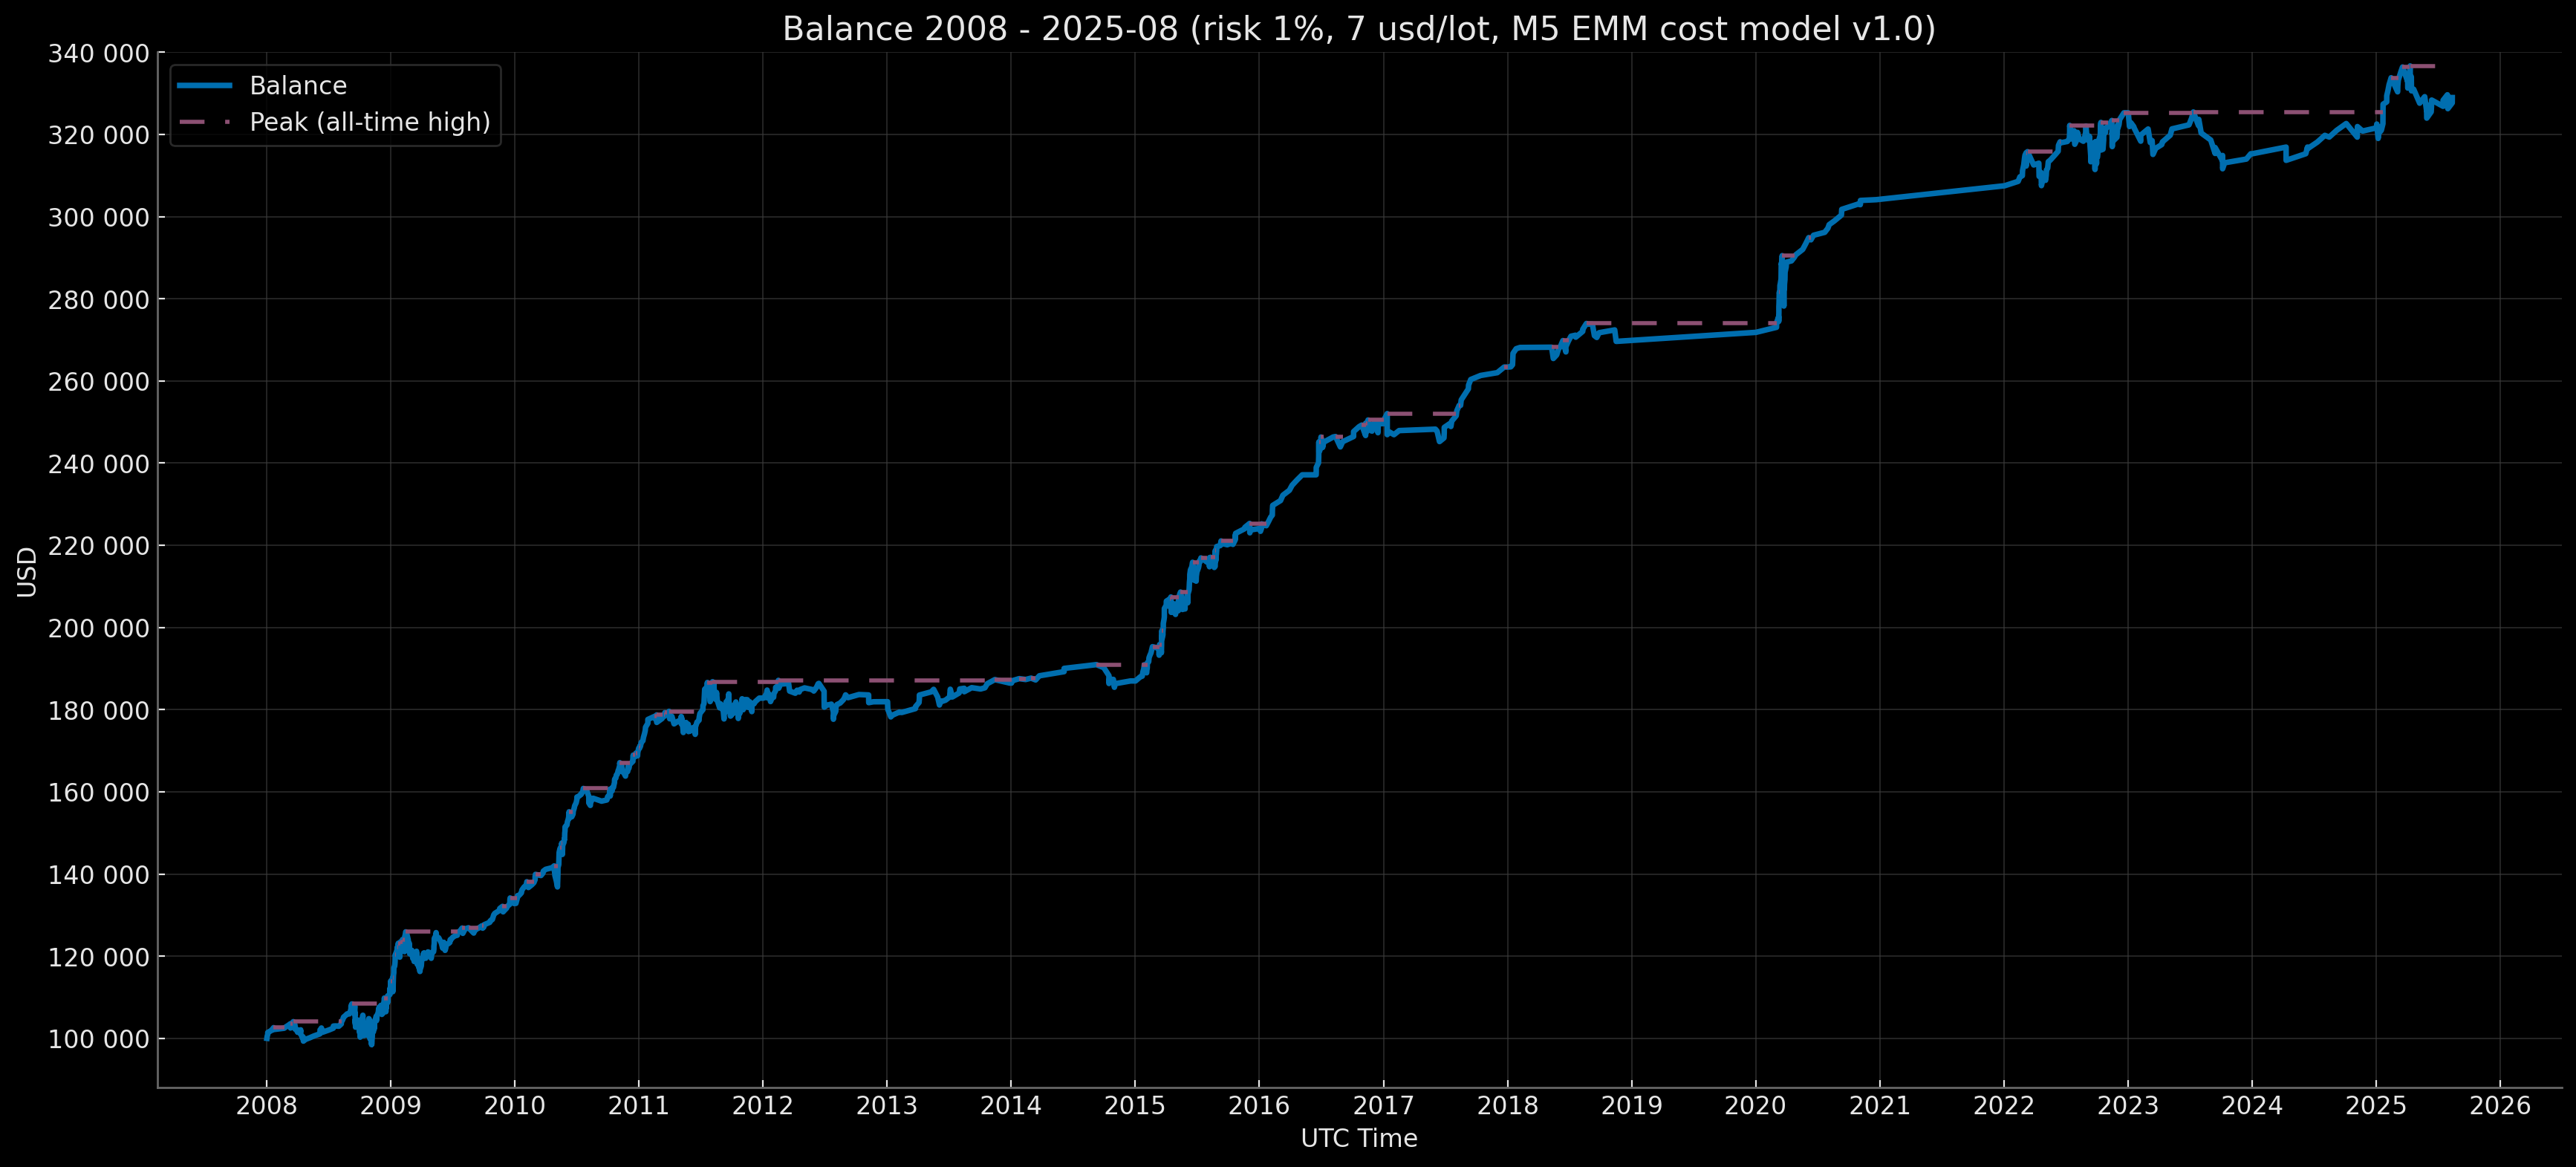 Balance 2008 - 2025-08 (risk 1%, 7 usd/lot, M5 EMM cost model v1.0)
Balance
Peak (all-time high)
USD
340 000
320 000
300 000
280 000
260 000
240 000
220 000
200 000
180 000
160 000
140 000
120 000
100 000
2008 2009 2010 2011 2012 2013 2014 2015 2016 2017 2018 2019 2020 2021 2022 2023 2024 2025 2026
UTC Time